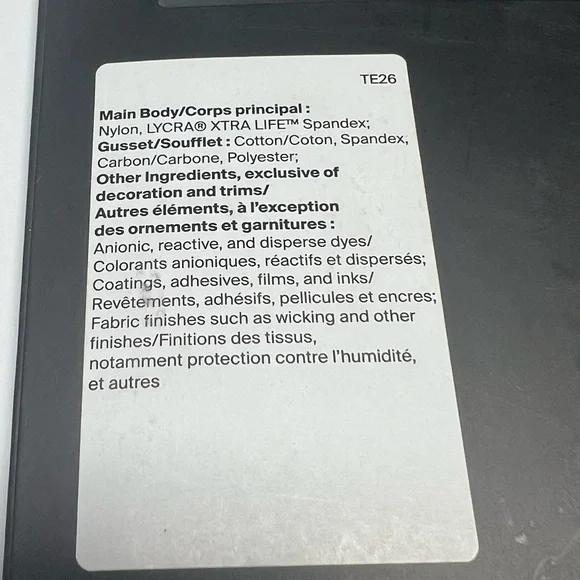 TE26
Main Body/Corps principal :
Nylon, LYCRA® XTRA LIFE™ Spandex;
Gusset/Soufflet : Cotton/Coton, Spandex,
Carbon/Carbone, Polyester;
Other Ingredients, exclusive of
decoration and trims/
Autres éléments, à l'exception
des ornements et garnitures :
Anionic, reactive, and disperse dyes/
Colorants anioniques, réactifs et dispersés;
Coatings, adhesives, films, and inks/
Revêtements, adhésifs, pellicules et encres;
Fabric finishes such as wicking and other
finishes/Finitions des tissus,
notamment protection contre l'humidité,
et autres